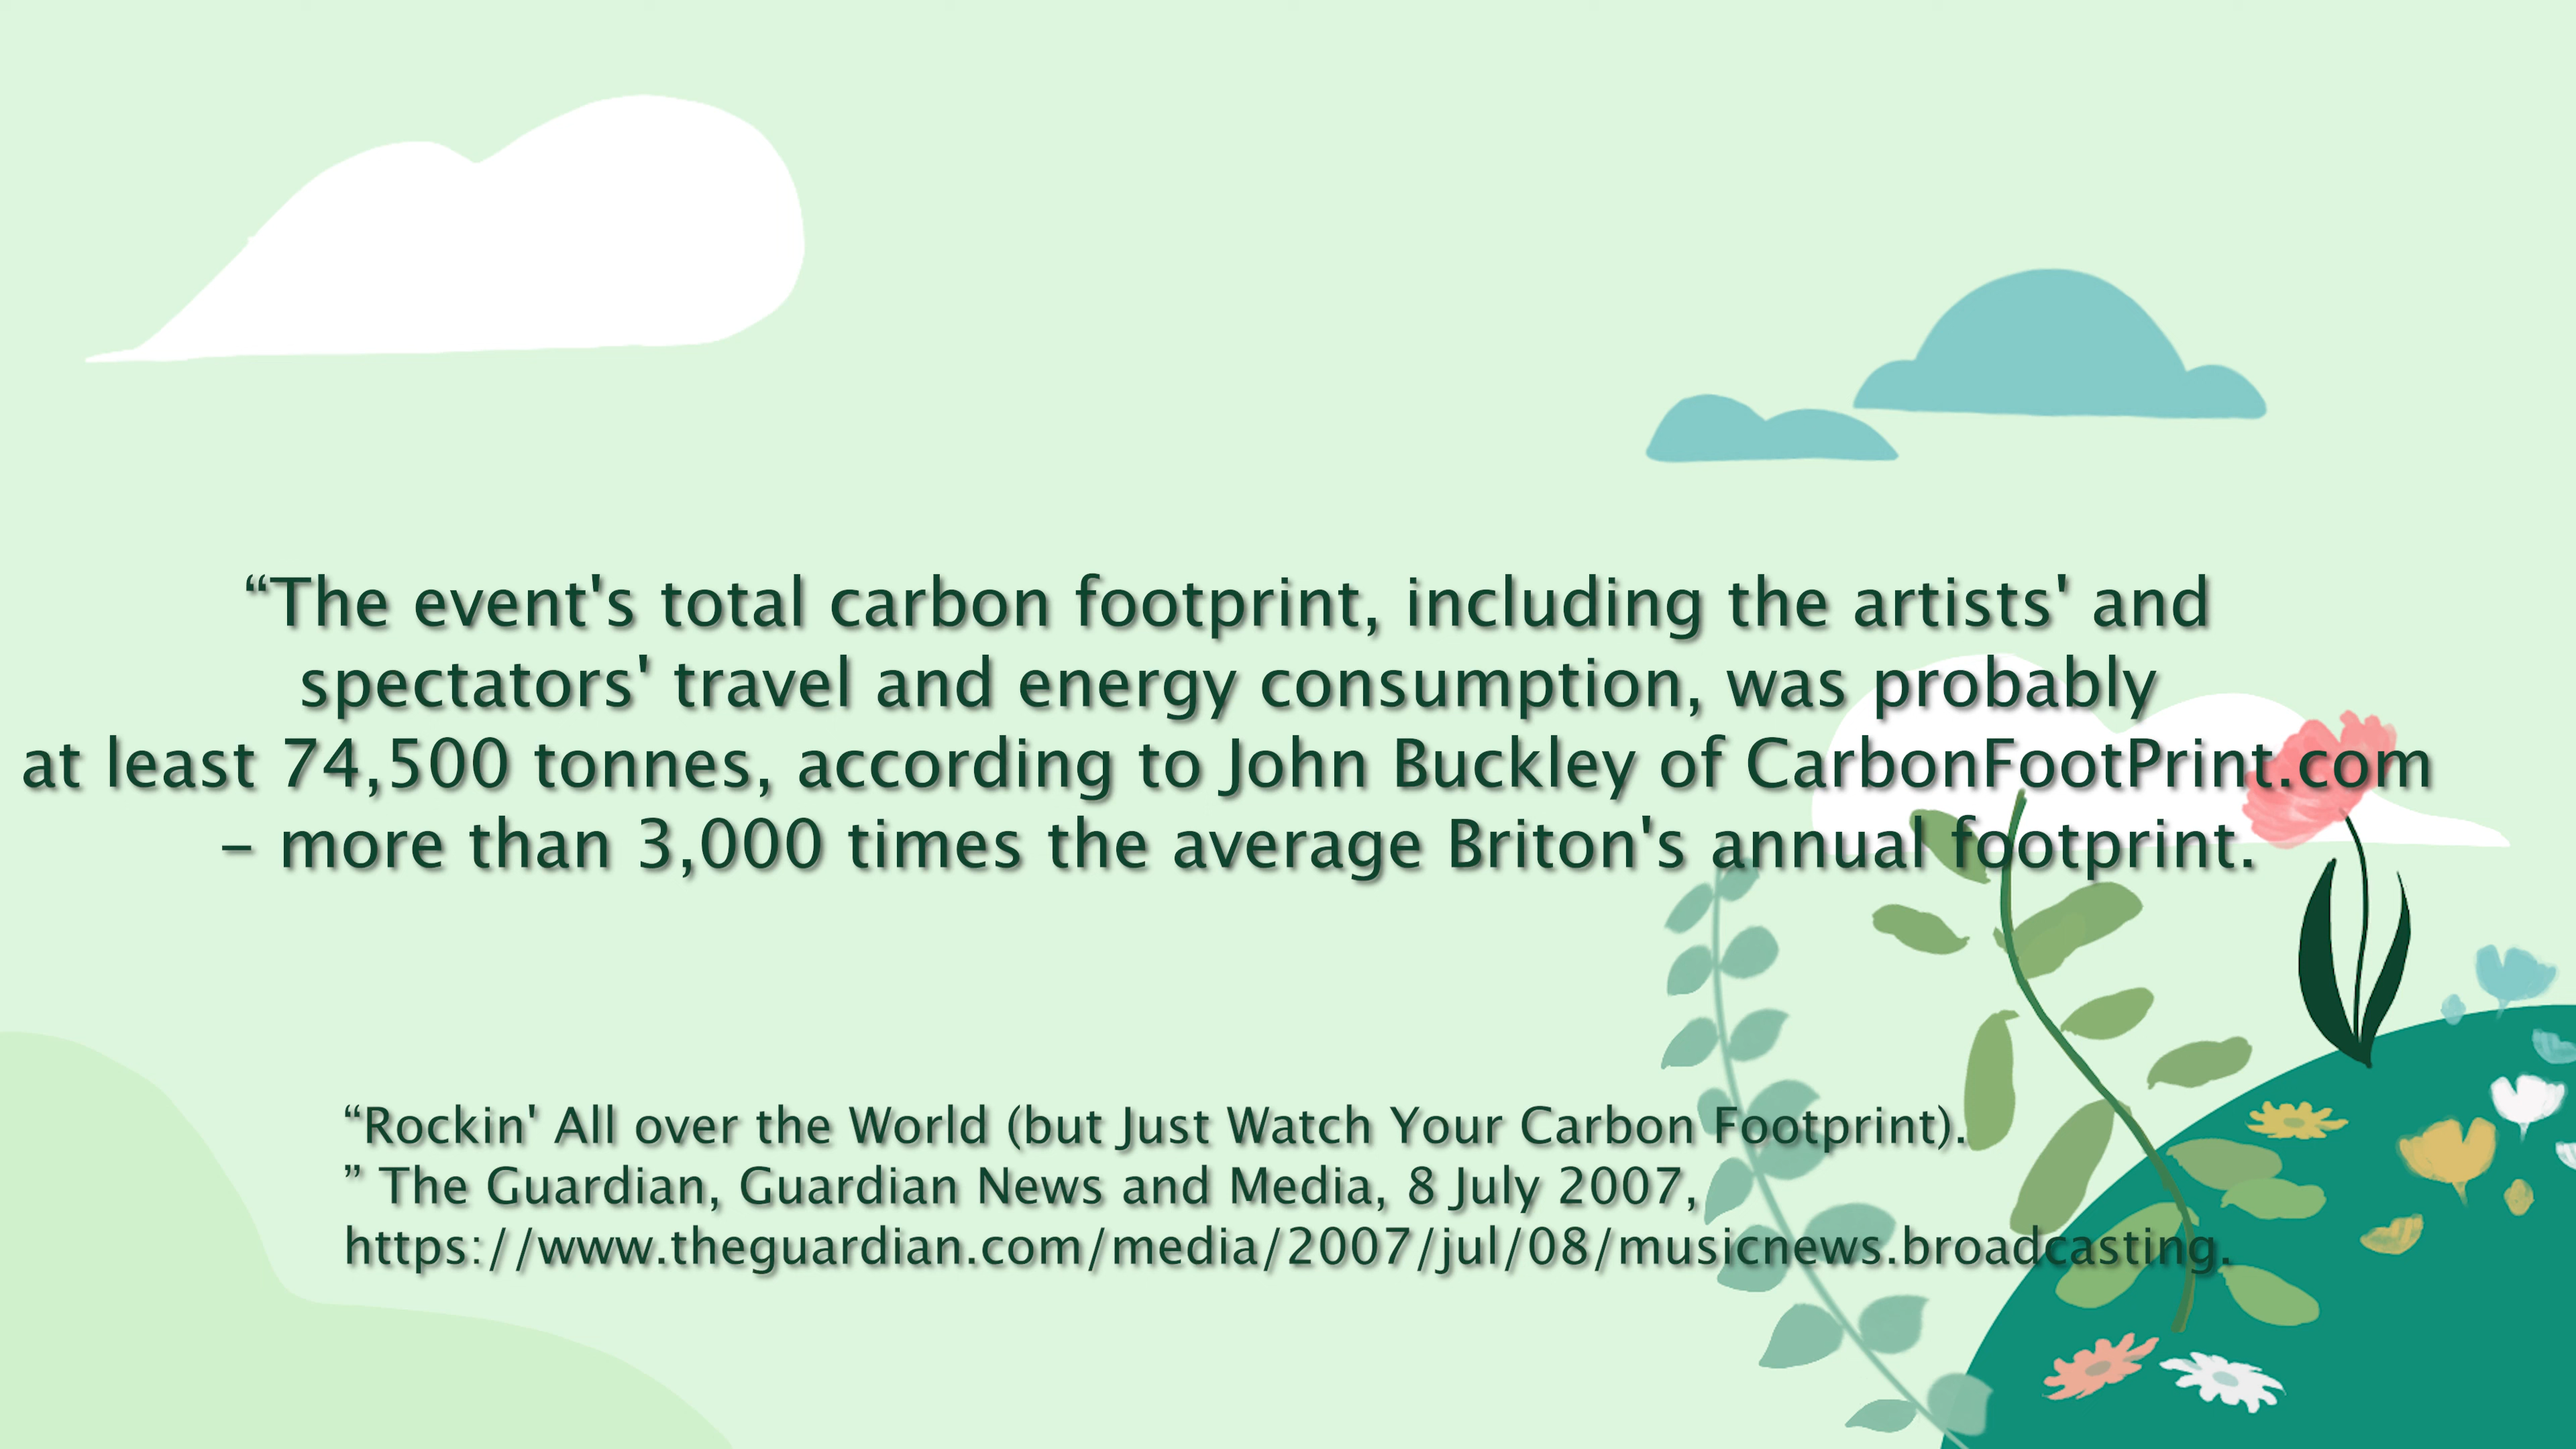 “The event's total carbon footprint, including the artists' and
spectators' travel and energy consumption, was probably
at least 74,500 tonnes, according to John Buckley of CarbonFootPrint.com
– more than 3,000 times the average Briton's annual footprint.
“Rockin' All over the World (but Just Watch Your Carbon Footprint).
” The Guardian, Guardian News and Media, 8 July 2007,
https://www.theguardian.com/media/2007/jul/08/musicnews.broadcasting.